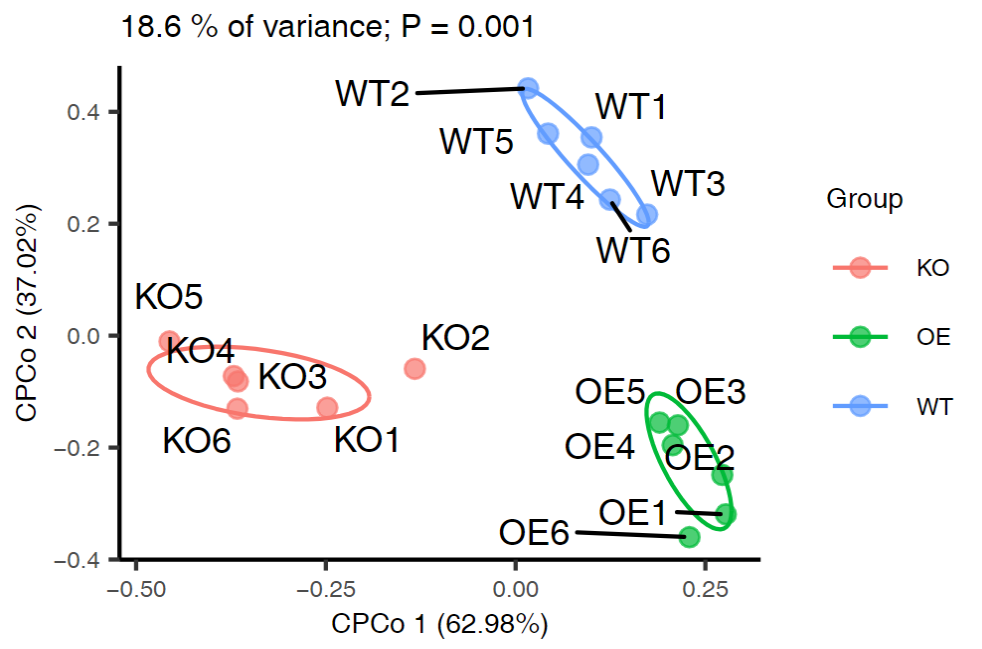 18.6 % of variance; P = 0.001
CPCo 2 (37.02%)
0.4
0.2
0.0
−0.2
−0.4
WT2
WT1
WT5
WT4
WT3
WT6
KO5
KO4
KO3
KO2
KO6
KO1
OE5
OE3
OE4
OE2
OE1
OE6
−0.50
−0.25
0.00
0.25
CPCo 1 (62.98%)
Group
KO
OE
WT